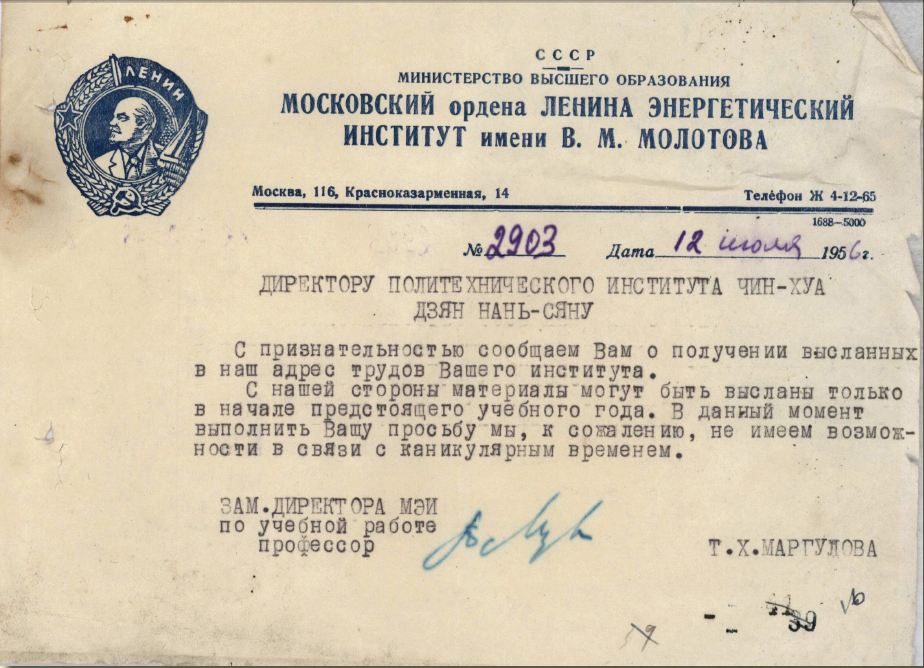 ЛЕНИН
СССР
МИНИСТЕРСТВО ВЫСШЕГО ОБРАЗОВАНИЯ
МОСКОВСКИЙ ордена ЛЕНИНА ЭНЕРГЕТИЧЕСКИЙ
ИНСТИТУТ имени В. М. МОЛОТОВА
Москва, 116, Красноказарменная, 14 Телефон Ж 4-12-65
1688—5000
№ 2903 Дата 12 июля 1956 г.
ДИРЕКТОРУ ПОЛИТЕХНИЧЕСКОГО ИНСТИТУТА ЧИН-ХУА
ДЗЯН НАНЬ-СЯНУ
С признательностью сообщаем Вам о получении высланных
в наш адрес трудов Вашего института.
С нашей стороны материалы могут быть высланы только
в начале предстоящего учебного года. В данный момент
выполнить Вашу просьбу мы, к сожалению, не имеем возмож-
ности в связи с каникулярным временем.
ЗАМ.ДИРЕКТОРА МЭИ
по учебной работе
профессор Т.Х.МАРГУЛОВА
39